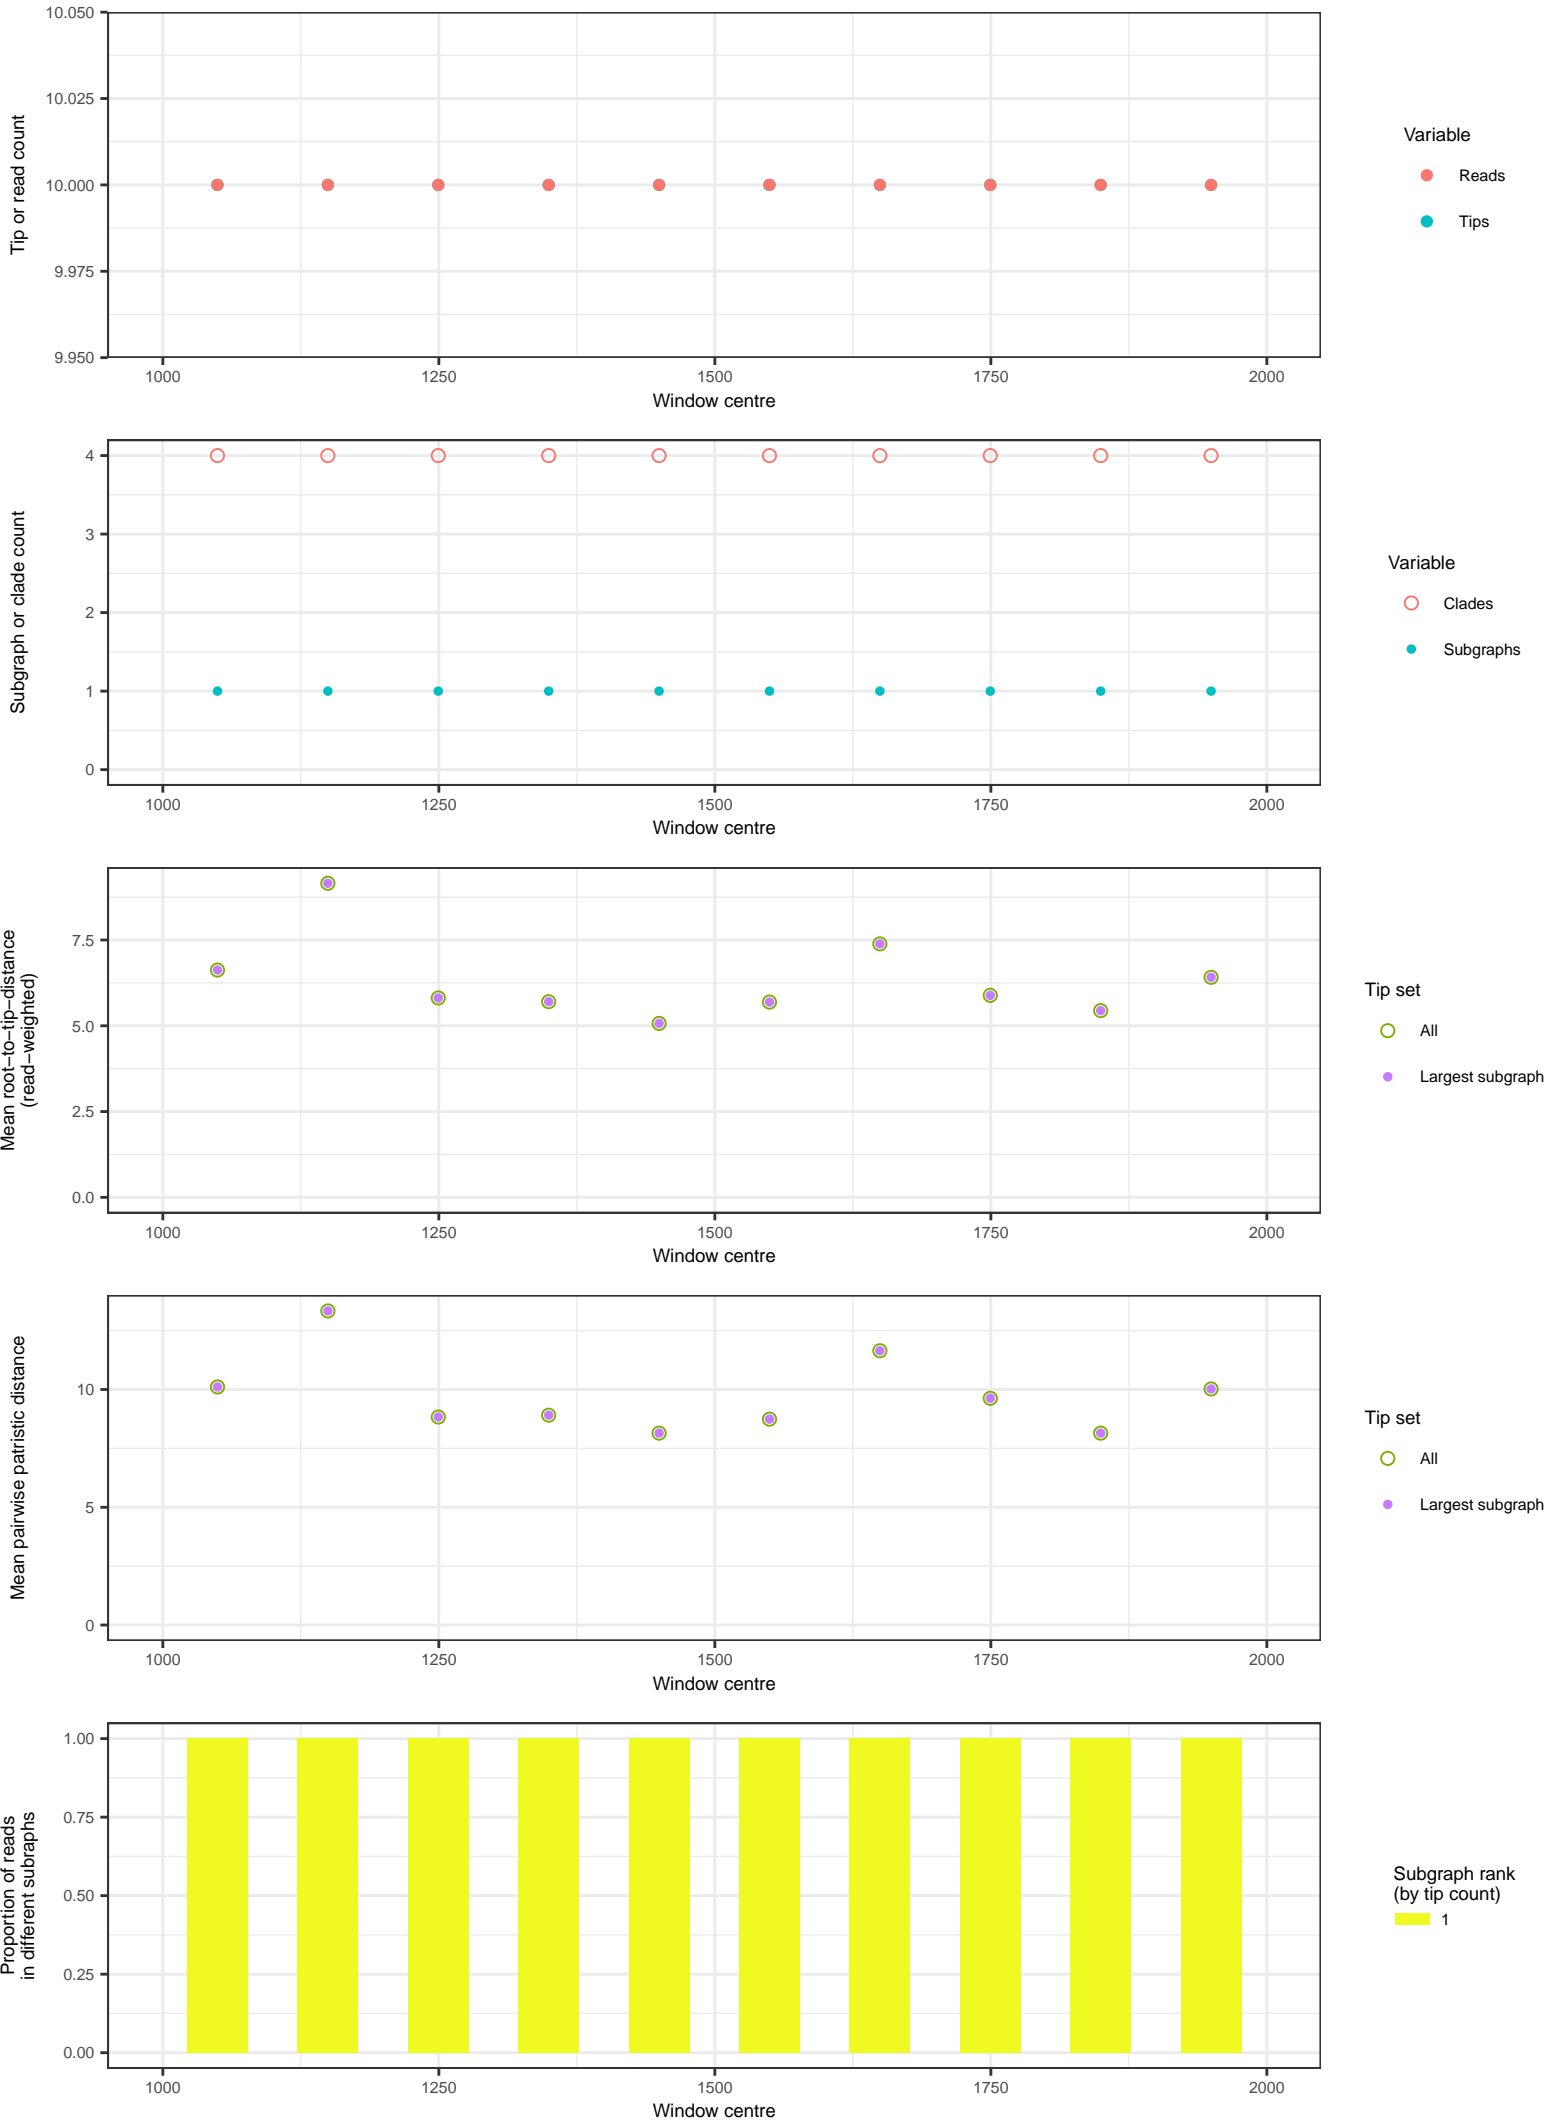 10.050
10.025
10.000
9.975
9.950
Tip or read count
1000 1250 1500 1750 2000
Window centre
Variable
Reads
Tips
4
3
2
1
0
Subgraph or clade count
1000 1250 1500 1750 2000
Window centre
Variable
Clades
Subgraphs
7.5
5.0
2.5
0.0
Mean root−to−tip−distance
(read−weighted)
1000 1250 1500 1750 2000
Window centre
Tip set
All
Largest subgraph
10
5
0
Mean pairwise patristic distance
1000 1250 1500 1750 2000
Window centre
Tip set
All
Largest subgraph
1.00
0.75
0.50
0.25
0.00
Proportion of reads
in different subraphs
1000 1250 1500 1750 2000
Window centre
Subgraph rank
(by tip count)
1